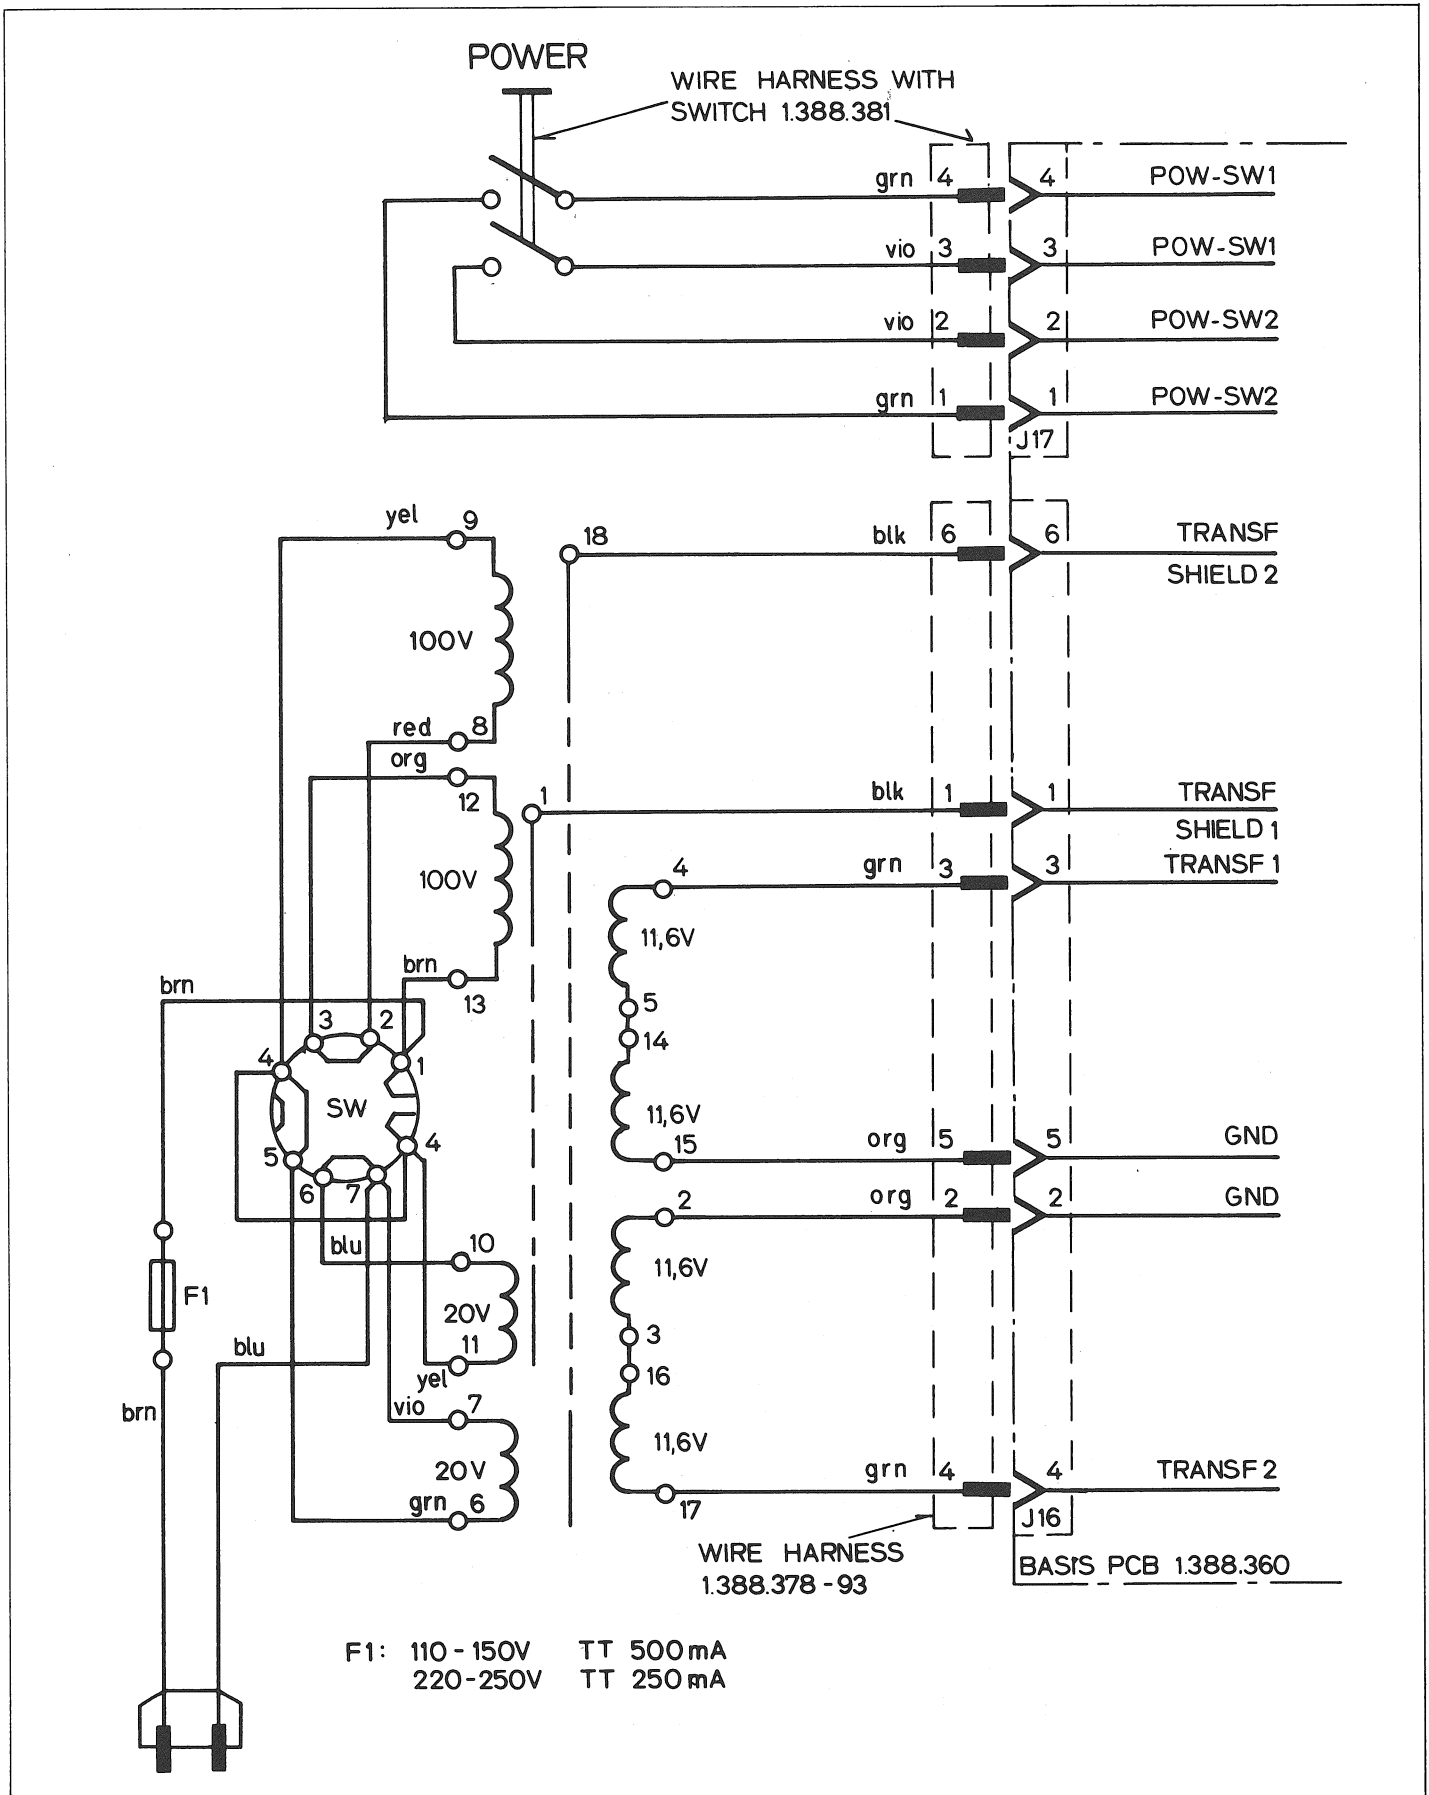 POWER
WIRE HARNESS WITH
SWITCH 1.388.381
grn 4 4 POW-SW1
vio 3 3 POW-SW1
vio 2 2 POW-SW2
grn 1 1 POW-SW2
J17
yel 9
18 blk 6 6 TRANSF
SHIELD 2
100V
red 8
org
12
1 blk 1 1 TRANSF
SHIELD 1
4 grn 3 3 TRANSF 1
100V
11,6V
brn
13
brn
5
3 2
14
4 1
SW
11,6V
5 4
15 org 5 5 GND
6 7
2 org 2 2 GND
blu 10
11,6V
F1
20V
3
blu 11
yel
16
vio 7
brn
11,6V
20V
grn 6
grn 4 4 TRANSF 2
17
J16
WIRE HARNESS
1.388.378-93
BASIS PCB 1.388.360
F1: 110-150V TT 500mA
220-250V TT 250mA